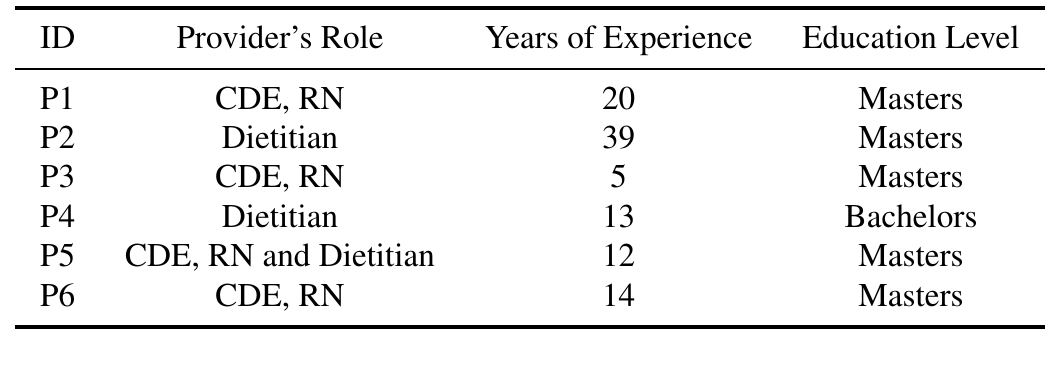 ID Provider’s Role Years of Experience Education Level
P1 CDE, RN 20 Masters
P2 Dietitian 39 Masters
P3 CDE, RN 5 Masters
P4 Dietitian 13 Bachelors
P5 CDE, RN and Dietitian 12 Masters
P6 CDE, RN 14 Masters